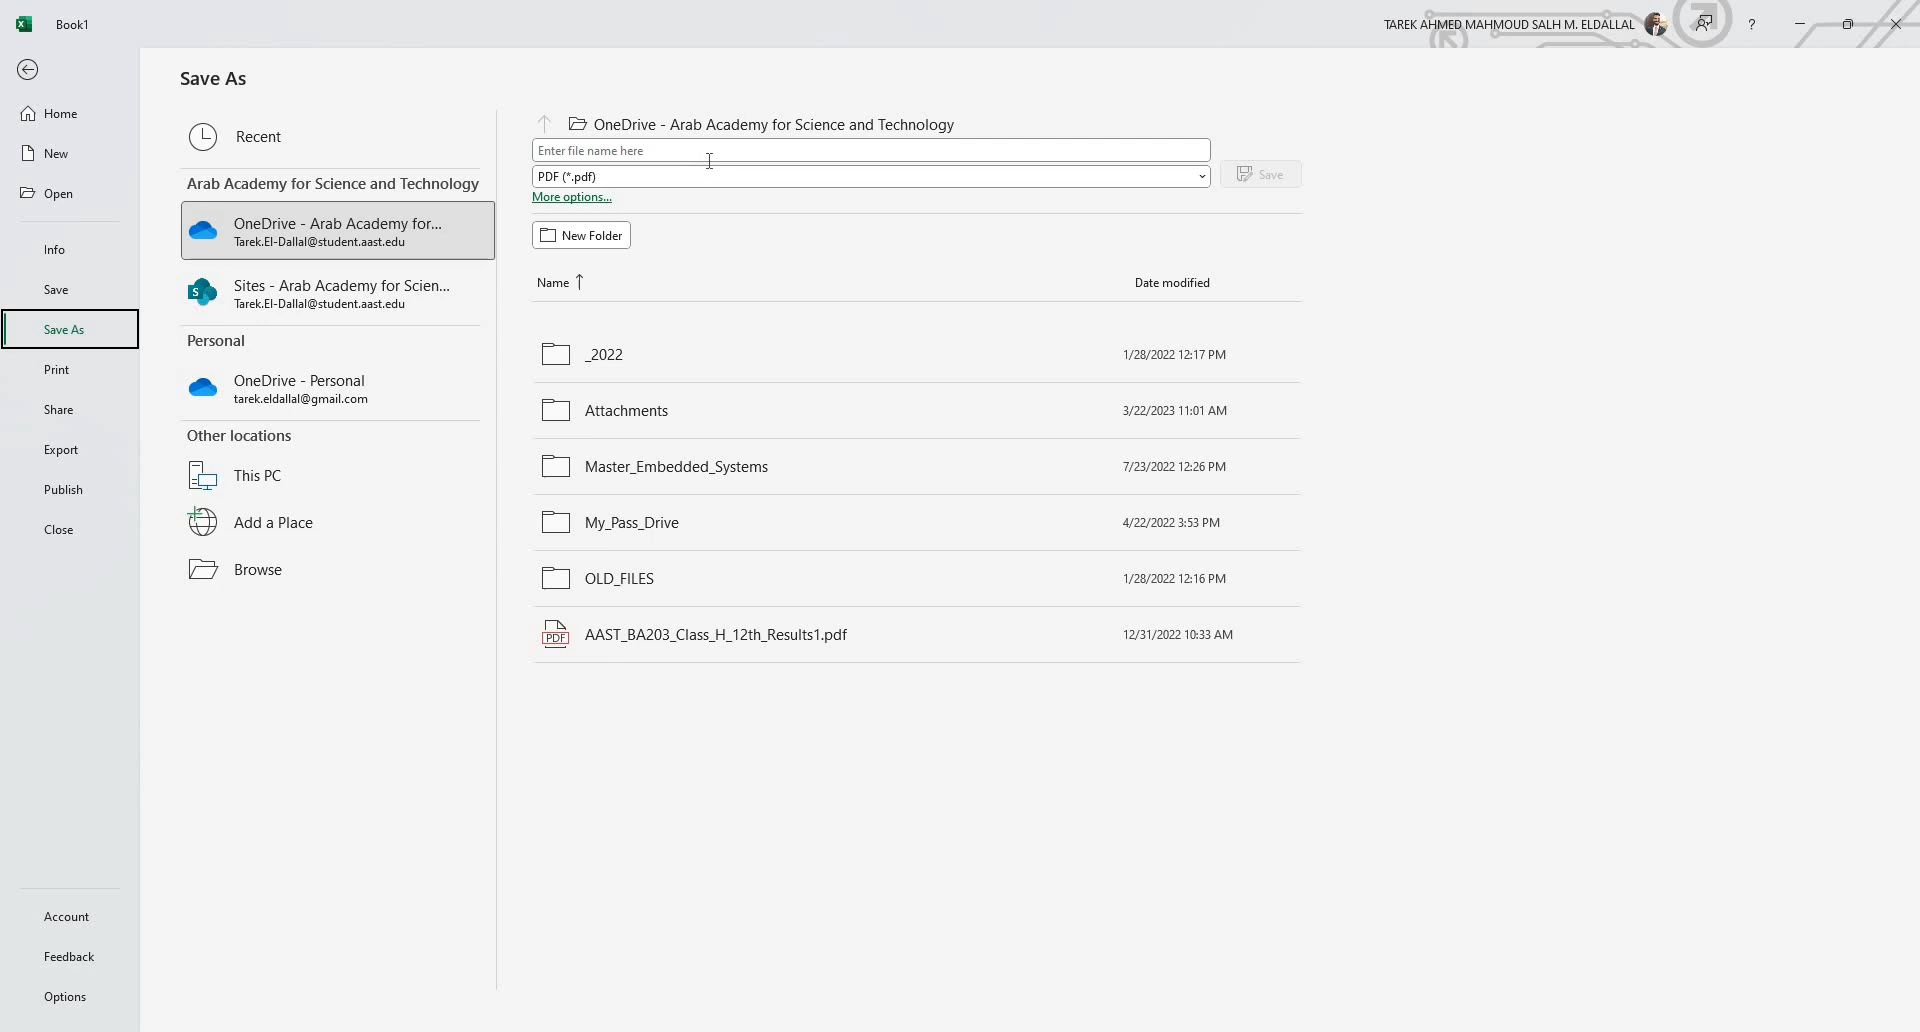 Book1
TAREK AHMED MAHMOUD SALH M. ELDALLAL
?
Home
New
Open
Info
Save
Save As
Print
Share
Export
Publish
Close
Account
Feedback
Options
Save As
Recent
Arab Academy for Science and Technology
OneDrive - Arab Academy for...
Tarek.El-Dallal@student.aast.edu
S
Sites - Arab Academy for Scien...
Tarek.El-Dallal@student.aast.edu
Personal
OneDrive - Personal
tarek.eldallal@gmail.com
Other locations
This PC
Add a Place
Browse
OneDrive - Arab Academy for Science and Technology
Enter file name here
PDF (*.pdf)
Save
More options...
New Folder
Name Date modified
_2022 1/28/2022 12:17 PM
Attachments 3/22/2023 11:01 AM
Master_Embedded_Systems 7/23/2022 12:26 PM
My_Pass_Drive 4/22/2022 3:53 PM
OLD_FILES 1/28/2022 12:16 PM
PDF AAST_BA203_Class_H_12th_Results1.pdf 12/31/2022 10:33 AM